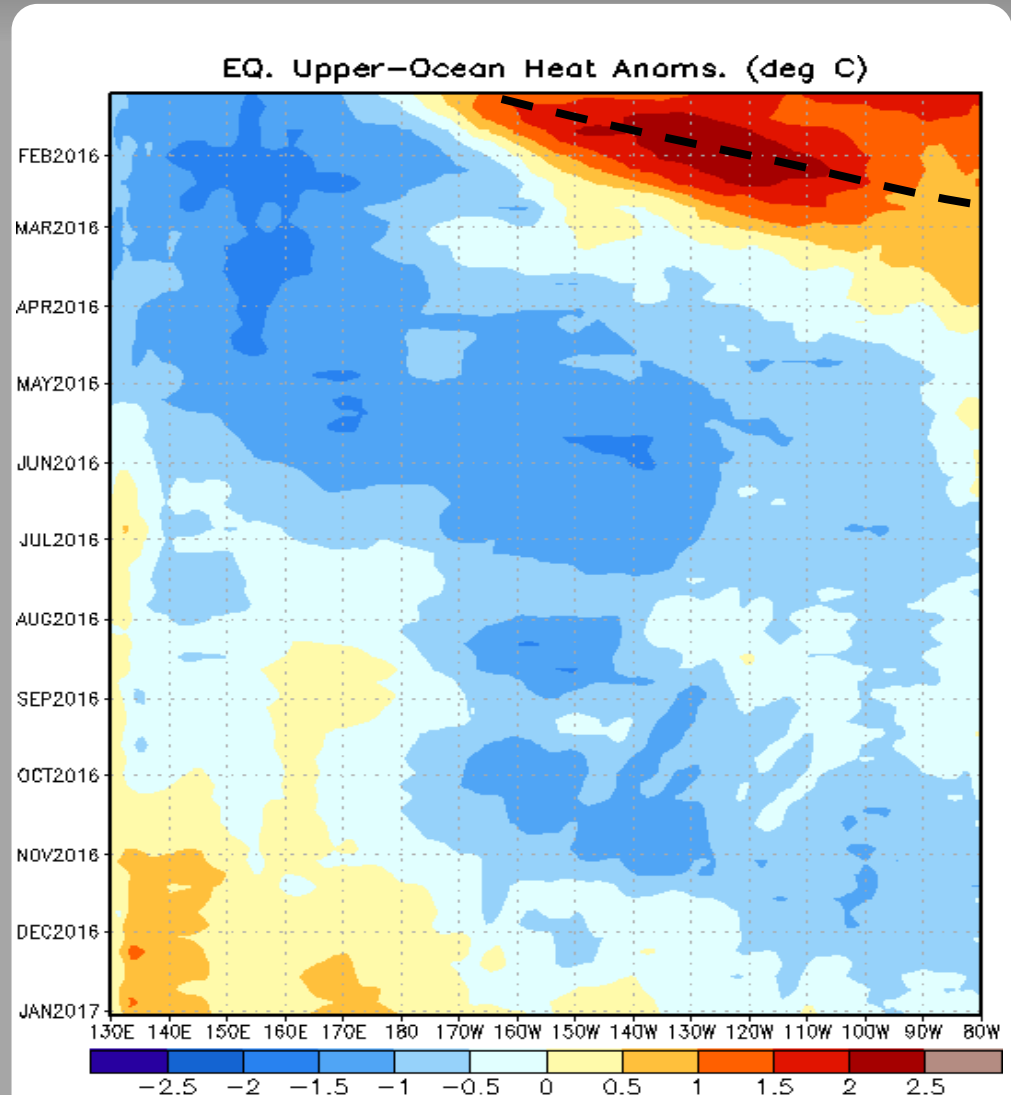 EQ. Upper-Ocean Heat Anoms. (deg C)
FEB2016
MAR2016
APR2016
MAY2016
JUN2016
JUL2016
AUG2016
SEP2016
OCT2016
NOV2016
DEC2016
JAN2017
130E 140E 150E 160E 170E 180 170W 160W 150W 140W 130W 120W 110W 100W 90W 80W
-2.5 -2 -1.5 -1 -0.5 0 0.5 1 1.5 2 2.5